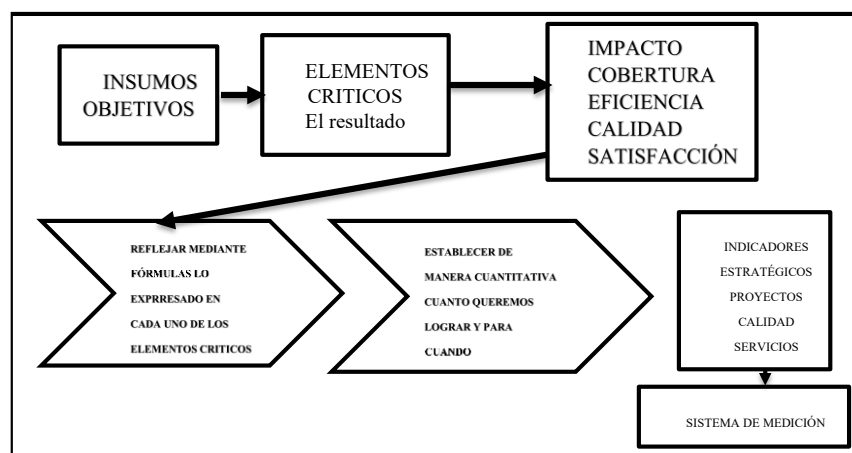 INSUMOS
OBJETIVOS
ELEMENTOS
CRITICOS
El resultado
IMPACTO
COBERTURA
EFICIENCIA
CALIDAD
SATISFACCIÓN
REFLEJAR MEDIANTE
FÓRMULAS LO
EXPRRESADO EN
CADA UNO DE LOS
ELEMENTOS CRITICOS
ESTABLECER DE
MANERA CUANTITATIVA
CUANTO QUEREMOS
LOGRAR Y PARA
CUANDO
INDICADORES
ESTRATÉGICOS
PROYECTOS
CALIDAD
SERVICIOS
SISTEMA DE MEDICIÓN